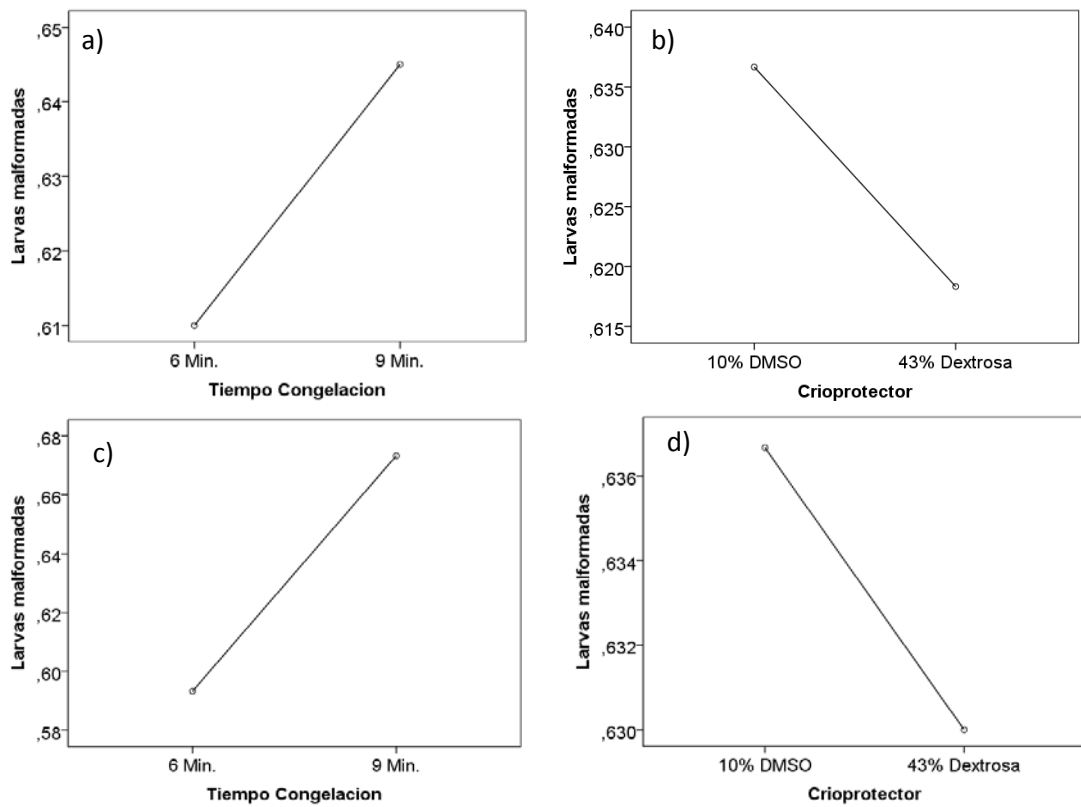 a)
Larvas malformadas
,65
,64
,63
,62
,61
6 Min.
9 Min.
Tiempo Congelacion
b)
Larvas malformadas
,640
,635
,630
,625
,620
,615
10% DMSO
43% Dextrosa
Crioprotector
c)
Larvas malformadas
,68
,66
,64
,62
,60
,58
6 Min.
9 Min.
Tiempo Congelacion
d)
Larvas malformadas
,636
,634
,632
,630
10% DMSO
43% Dextrosa
Crioprotector